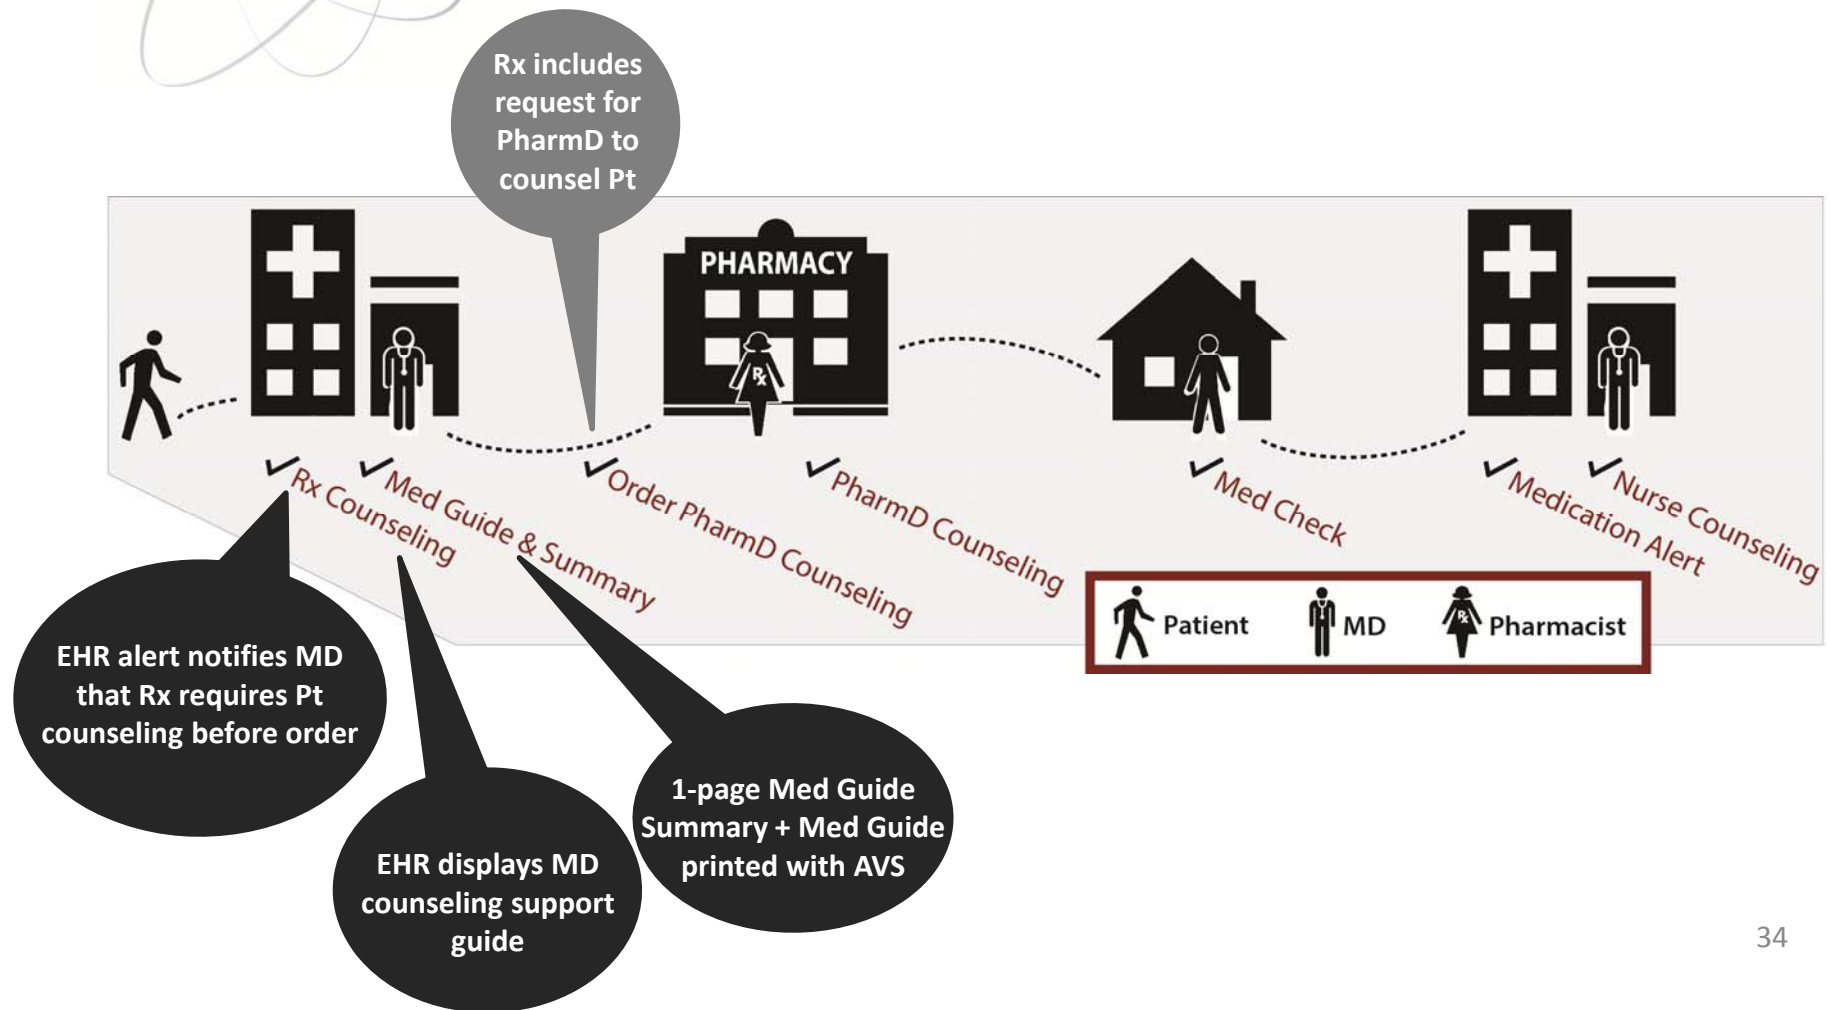 Rx includes
request for
PharmD to
counsel Pt
PHARMACY
Rx
Rx Counseling
Med Guide & Summary
Order PharmD Counseling
PharmD Counseling
Med Check
Medication Alert
Nurse Counseling
Patient
MD
Rx
Pharmacist
EHR alert notifies MD
that Rx requires Pt
counseling before order
EHR displays MD
counseling support
guide
1-page Med Guide
Summary + Med Guide
printed with AVS
34